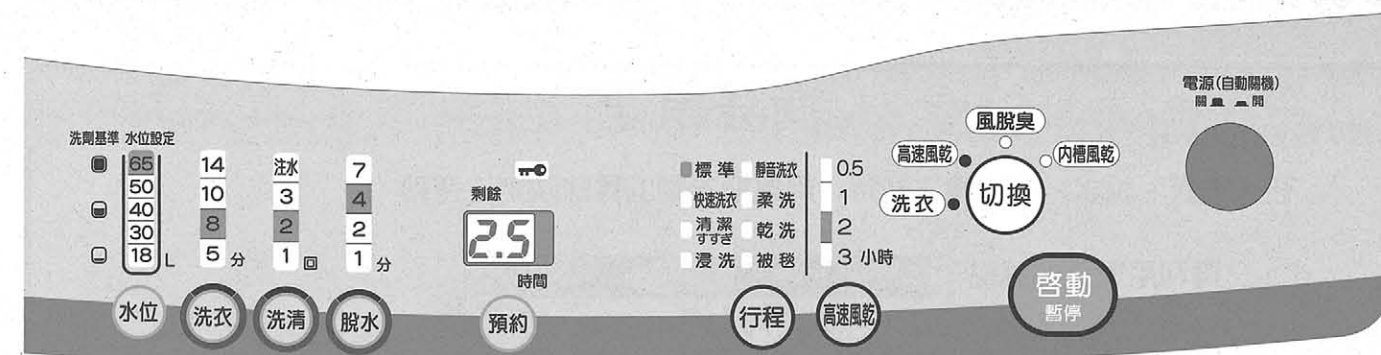 洗劑基準 水位設定
65
50
40
30
18 L
水位
14
10
8
5 分
洗衣
注水
3
2
1 回
洗清
7
4
2
1 分
脫水
剩餘
2.5
時間
預約
標準
快速洗衣
清潔
すすぎ
浸洗
靜音洗衣
柔洗
乾洗
被毯
行程
0.5
1
2
3 小時
高速風乾
風脫臭
高速風乾
內槽風乾
洗衣
切換
啓動
暫停
電源(自動關機)
關 開